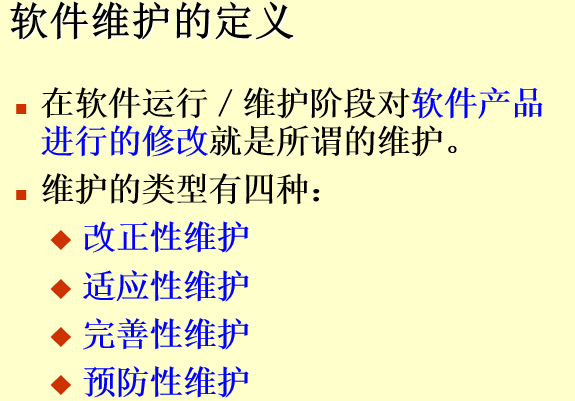 软件维护的定义
在软件运行／维护阶段对软件产品
进行的修改就是所谓的维护。
维护的类型有四种：
改正性维护
适应性维护
完善性维护
预防性维护